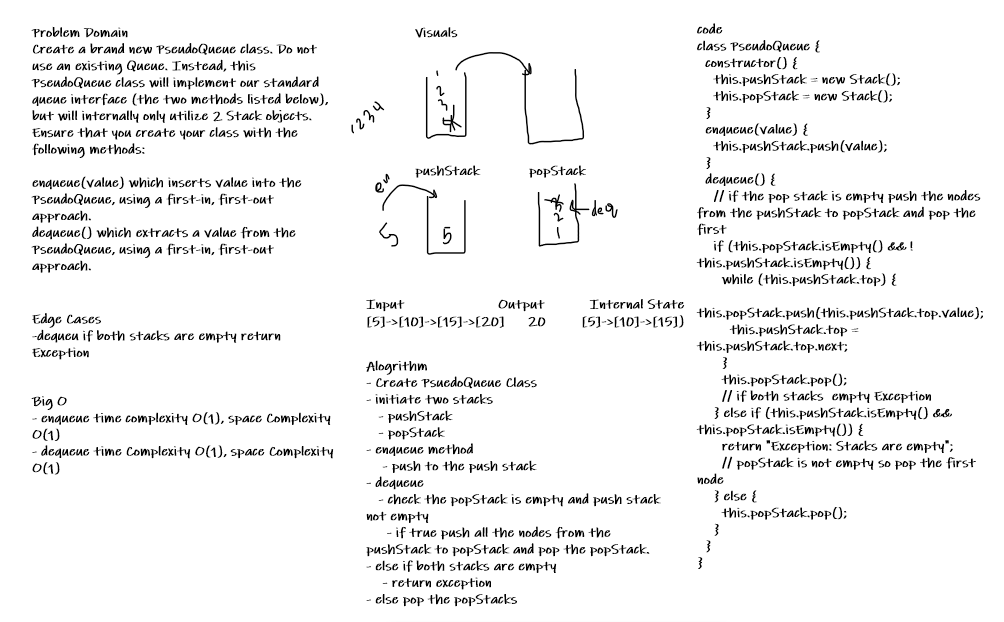 Problem Domain
Create a brand new PseudoQueue class. Do not
use an existing Queue. Instead, this
PseudoQueue class will implement our standard
queue interface (the two methods listed below),
but will internally only utilize 2 Stack objects.
Ensure that you create your class with the
following methods:
enqueue(value) which inserts value into the
PseudoQueue, using a first-in, first-out
approach.
dequeue() which extracts a value from the
PseudoQueue, using a first-in, first-out
approach.
Edge Cases
-dequeu if both stacks are empty return
Exception
Big O
- enqueue time complexity O(1), space Complexity
O(1)
- dequeue time Complexity O(1), space Complexity
O(1)
Visuals
1
2
3
4
1234
pushStack
popStack
en
5
5
3
2
1
deq
Input Output Internal State
[5]->[10]->[15]->[20] 20 [5]->[10]->[15])
Alogrithm
- Create PsuedoQueue Class
- initiate two stacks
- pushStack
- popStack
- enqueue method
- push to the push stack
- dequeue
- check the popStack is empty and push stack
not empty
- if true push all the nodes from the
pushStack to popStack and pop the popStack.
- else if both stacks are empty
- return exception
- else pop the popStacks
code
class PseudoQueue {
constructor() {
this.pushStack = new Stack();
this.popStack = new Stack();
}
enqueue(value) {
this.pushStack.push(value);
}
dequeue() {
// if the pop stack is empty push the nodes
from the pushStack to popStack and pop the
first
if (this.popStack.isEmpty() && !
this.pushStack.isEmpty()) {
while (this.pushStack.top) {
this.popStack.push(this.pushStack.top.value);
this.pushStack.top =
this.pushStack.top.next;
}
this.popStack.pop();
// if both stacks empty Exception
} else if (this.pushStack.isEmpty() &&
this.popStack.isEmpty()) {
return "Exception: Stacks are empty";
// popStack is not empty so pop the first
node
} else {
this.popStack.pop();
}
}
}